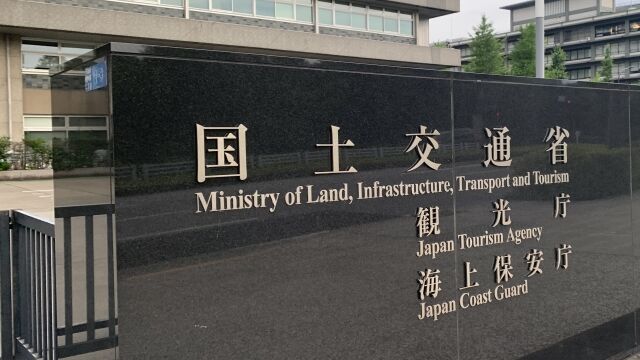 国土交通省
Ministry of Land, Infrastructure, Transport and Tourism
観光庁
Japan Tourism Agency
海上保安庁
Japan Coast Guard